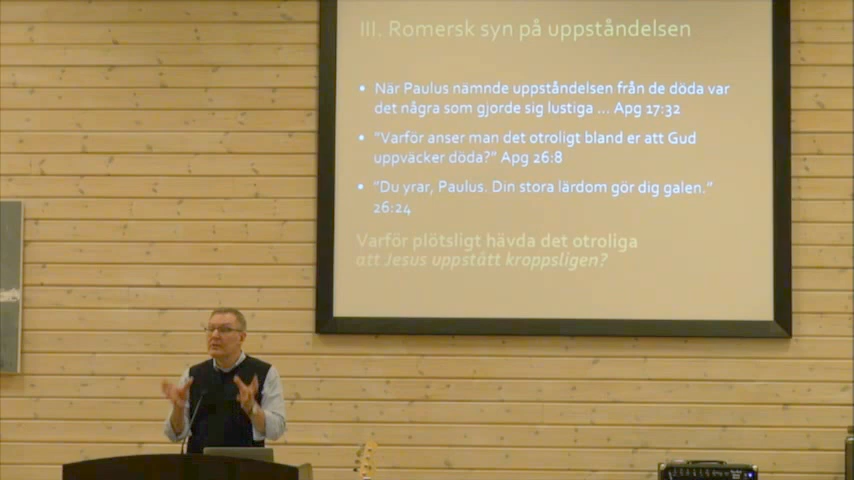 III. Romersk syn på uppståndelsen
• När Paulus nämnde uppståndelsen från de döda var
det några som gjorde sig lustiga ... Apg 17:32
• "Varför anser man det otroligt bland er att Gud
uppväcker döda?" Apg 26:8
• "Du yrar, Paulus. Din stora lärdom gör dig galen."
26:24
Varför plötsligt hävda det otroliga
att Jesus uppstått kroppsligen?